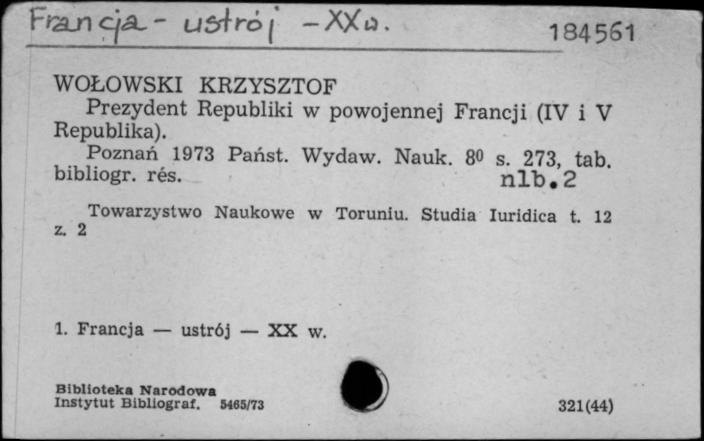 Francja - ustrój - XX w. 184561
WOŁOWSKI KRZYSZTOF
Prezydent Republiki w powojennej Francji (IV i V
Republika).
Poznań 1973 Państ. Wydaw. Nauk. 8⁰ s. 273, tab.
bibliogr. rés. nlb.2
Towarzystwo Naukowe w Toruniu. Studia Iuridica t. 12
z. 2
1. Francja — ustrój — XX w.
Biblioteka Narodowa
Instytut Bibliograf. 5465/73 321(44)